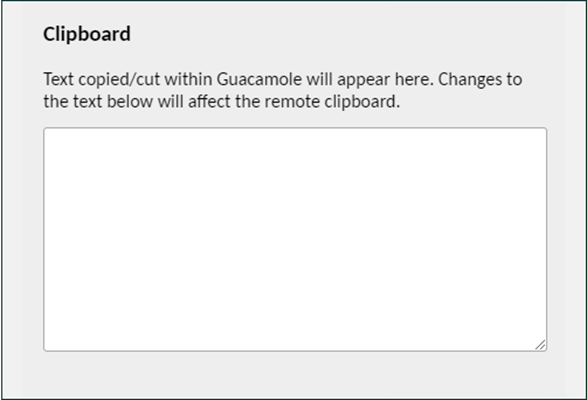 Clipboard
Text copied/cut within Guacamole will appear here. Changes to
the text below will affect the remote clipboard.